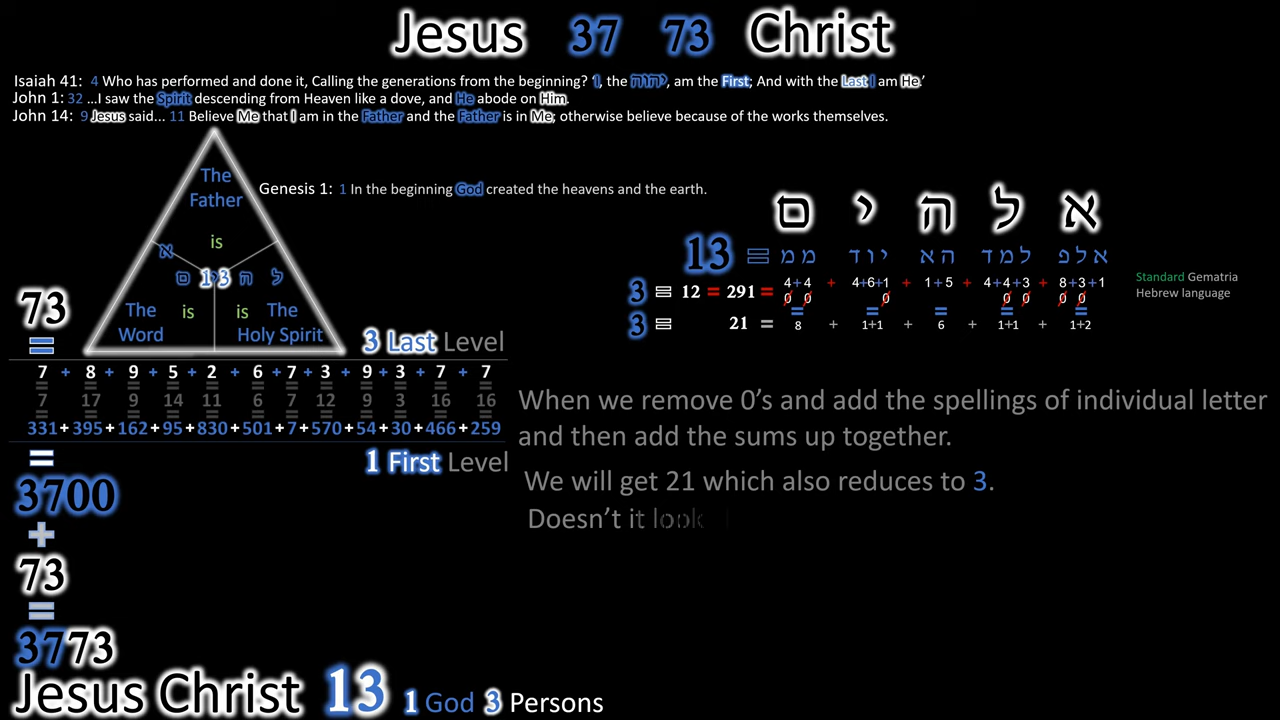 Jesus 37 73 Christ
Isaiah 41: 4 Who has performed and done it, Calling the generations from the beginning? 'I, the יהוה, am the First; And with the Last I am He.'
John 1: 32 ...I saw the Spirit descending from Heaven like a dove, and He abode on Him.
John 14: 9 Jesus said... 11 Believe Me that I am in the Father and the Father is in Me; otherwise believe because of the works themselves.
The
Father
Genesis 1: 1 In the beginning God created the heavens and the earth.
is
א
ם 13 ה ל
The is is The
Word Holy Spirit
אלהים
13 = אלפ למד הא יוד ממ
3 = 12 = 291 = 4+4 + 4+6+1 + 1+5 + 4+4+3 + 8+3+1
0 0 0 0 0 0
3 = 21 = 8 + 1+1 + 6 + 1+1 + 1+2
Standard Gematria
Hebrew language
73
=
3 Last Level
7 + 8 + 9 + 5 + 2 + 6 + 7 + 3 + 9 + 3 + 7 + 7
7 17 9 14 11 6 7 12 9 3 16 16
331+395+162+95+830+501+7+570+54+30+466+259
=
1 First Level
3700
+
73
=
3773
When we remove 0's and add the spellings of individual letter
and then add the sums up together.
We will get 21 which also reduces to 3.
Doesn't it look
Jesus Christ 13 1 God 3 Persons